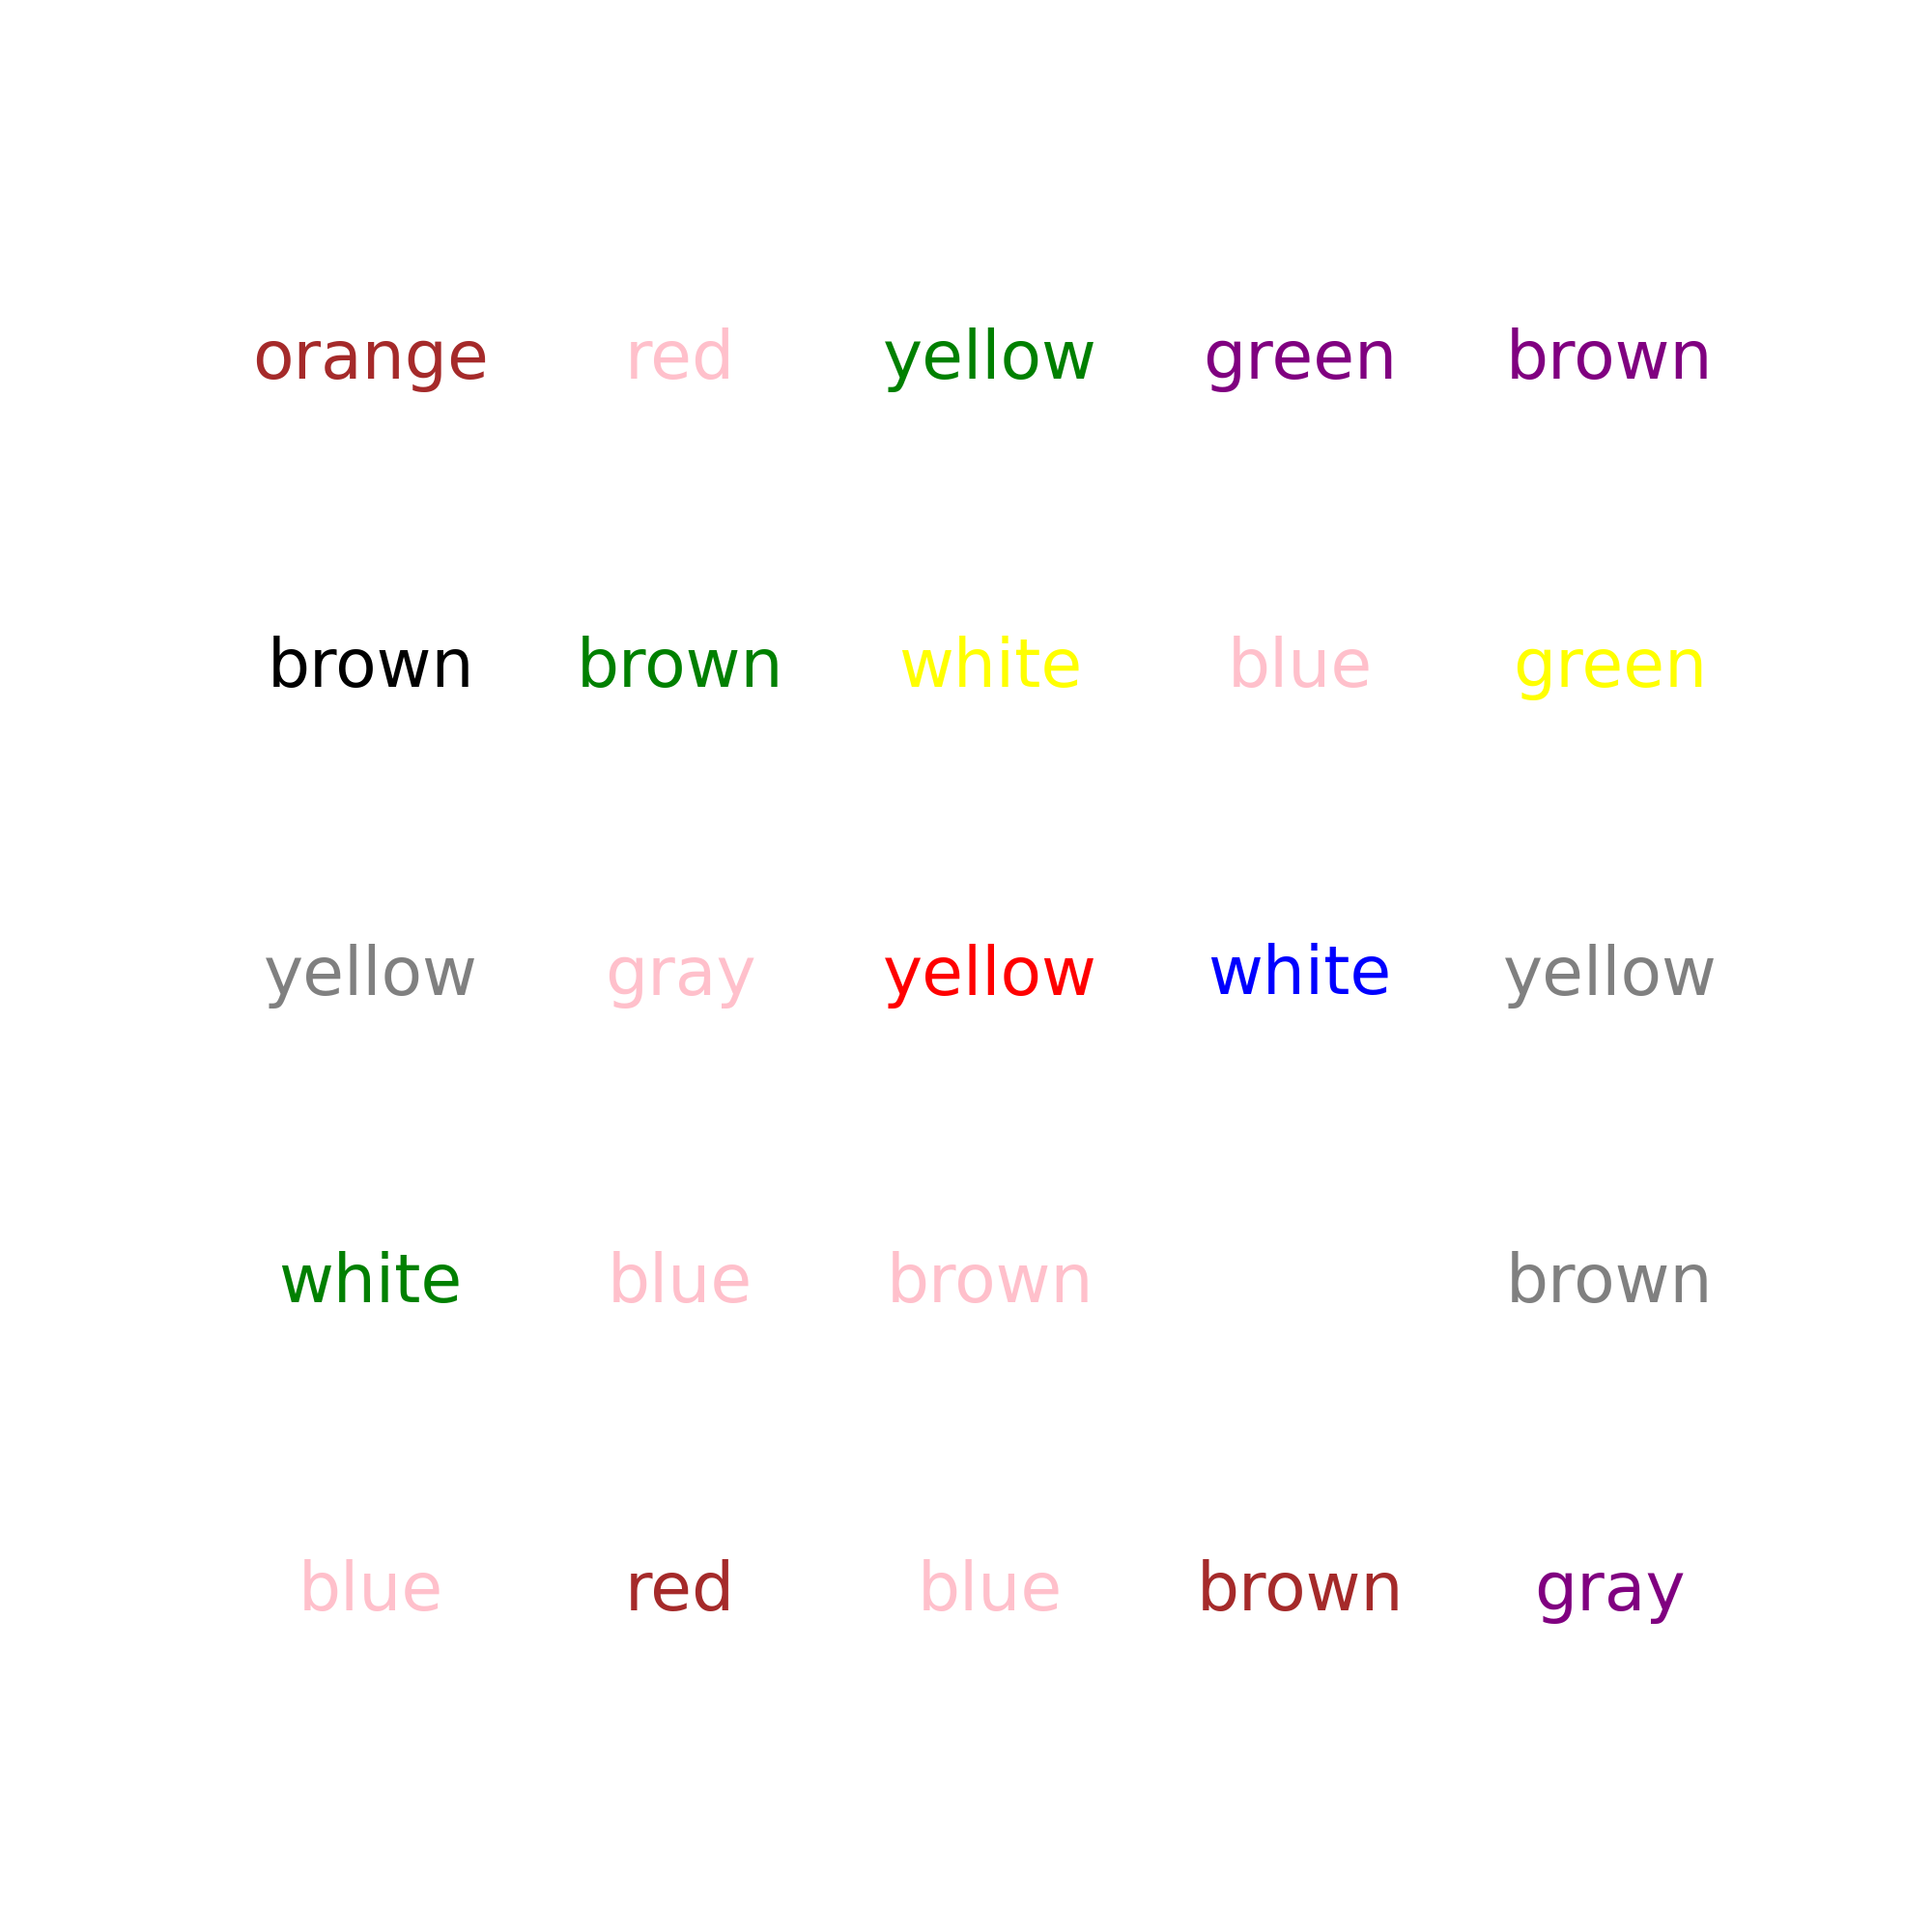 orange red yellow green brown
brown brown white blue green
yellow gray yellow white yellow
white blue brown brown
blue red blue brown gray